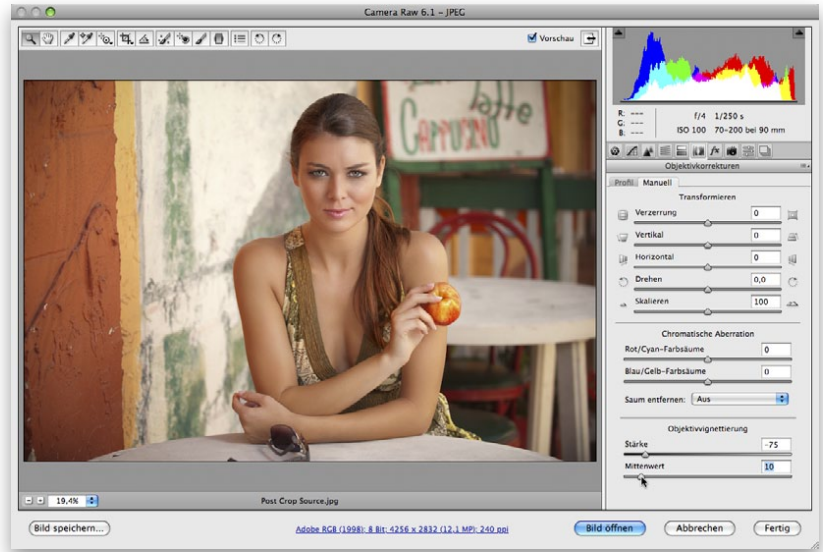 Camera Raw 6.1 – JPEG
Vorschau
Latte
CAPPUCINO
R: ---
G: ---
B: ---
f/4 1/250 s
ISO 100 70-200 bei 90 mm
Objektivkorrekturen
Profil Manuell
Transformieren
Verzerrung 0
Vertikal 0
Horizontal 0
Drehen 0,0
Skalieren 100
Chromatische Aberration
Rot/Cyan-Farbsäume 0
Blau/Gelb-Farbsäume 0
Saum entfernen: Aus
Objektivvignettierung
Stärke -75
Mittenwert 10
19,4%
Post Crop Source.jpg
Bild speichern...
Adobe RGB (1998); 8 Bit; 4256 x 2832 (12,1 MP); 240 ppi
Bild öffnen
Abbrechen
Fertig